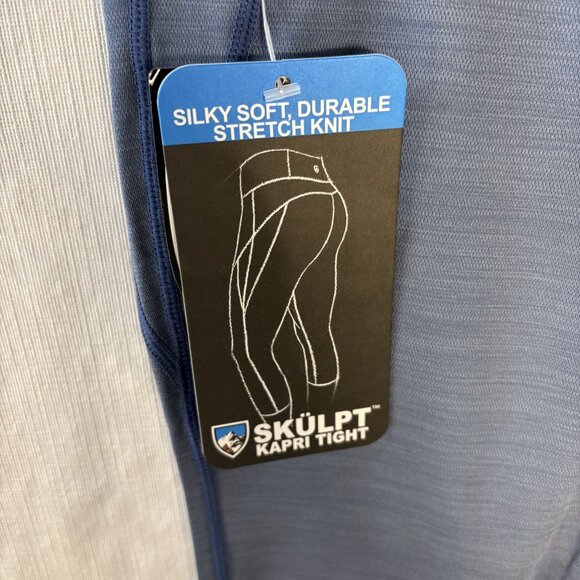 SILKY SOFT, DURABLE
STRETCH KNIT
SKÜLPT™
KAPRI TIGHT